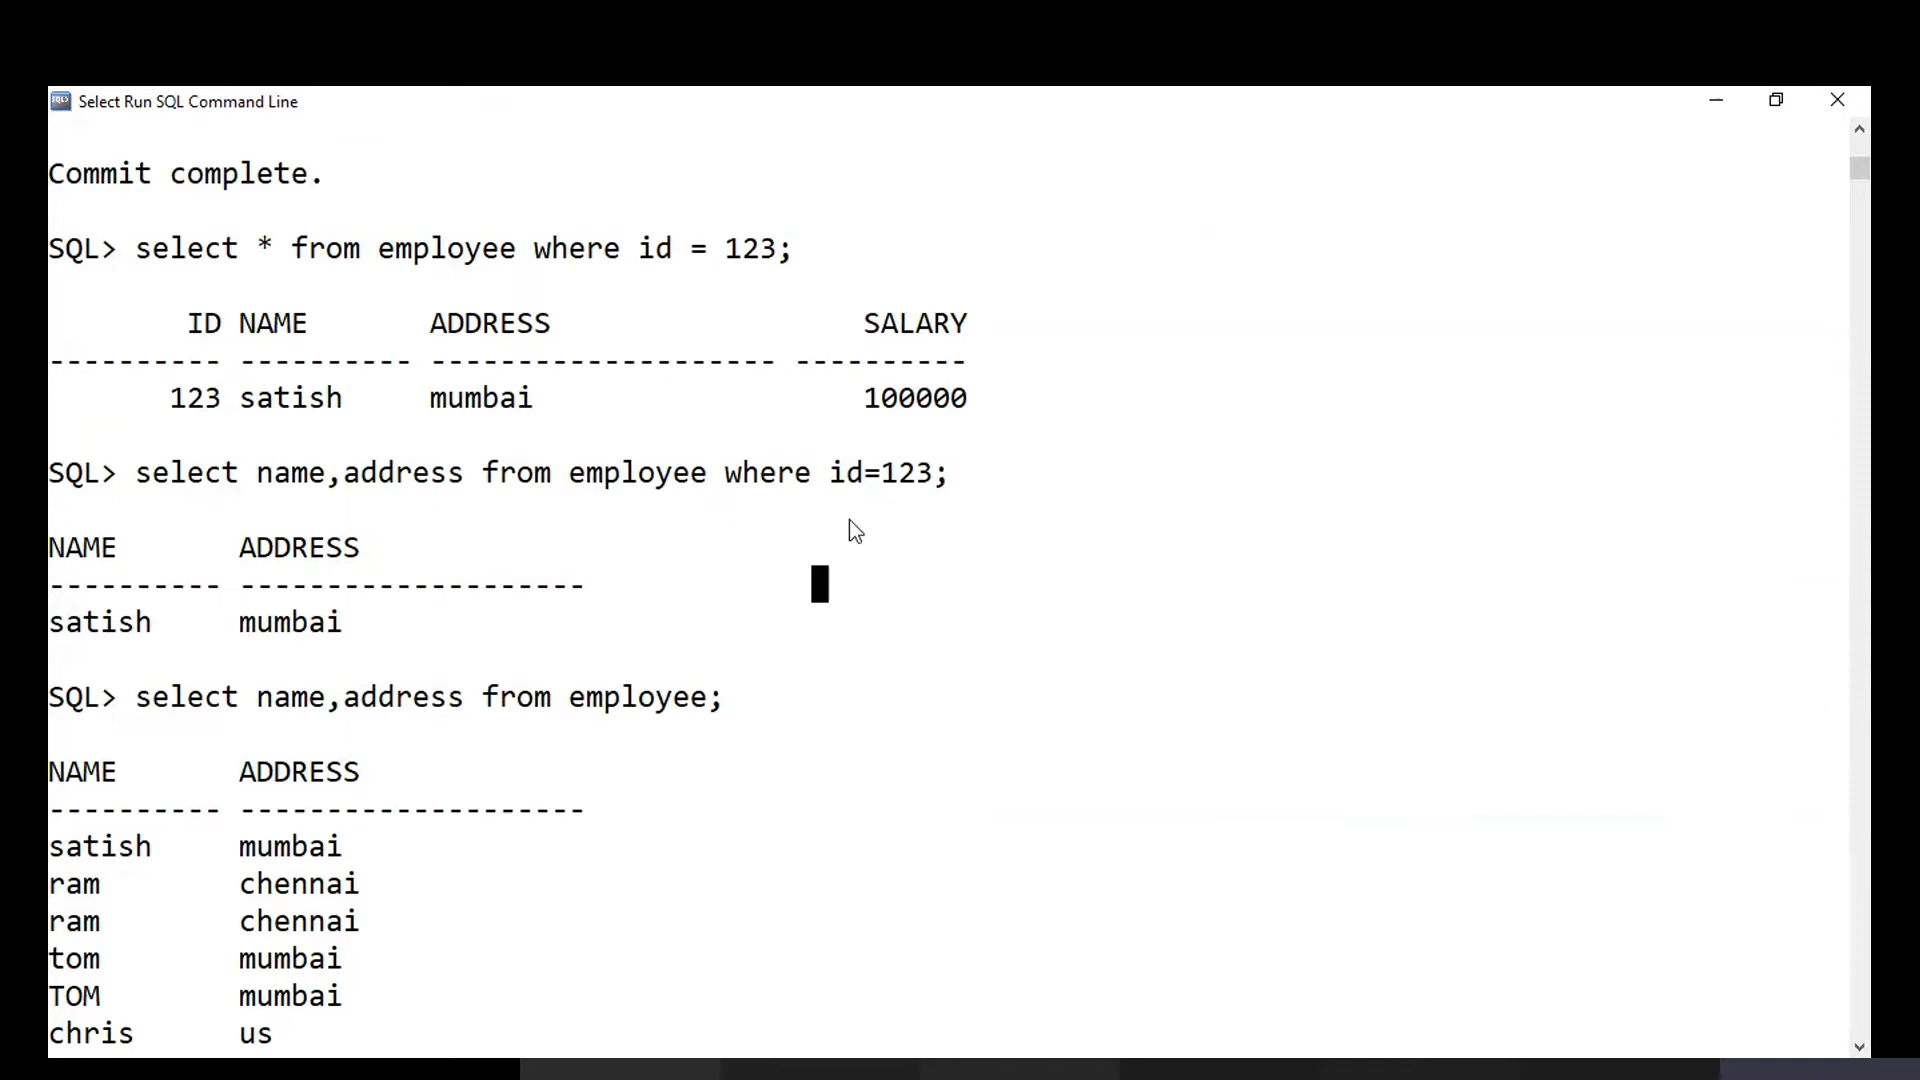 SQL> Select Run SQL Command Line
Commit complete.
SQL> select * from employee where id = 123;
ID NAME ADDRESS SALARY
---------- ---------- -------------------- ----------
123 satish mumbai 100000
SQL> select name,address from employee where id=123;
NAME ADDRESS
---------- --------------------
satish mumbai
SQL> select name,address from employee;
NAME ADDRESS
---------- --------------------
satish mumbai
ram chennai
ram chennai
tom mumbai
TOM mumbai
chris us